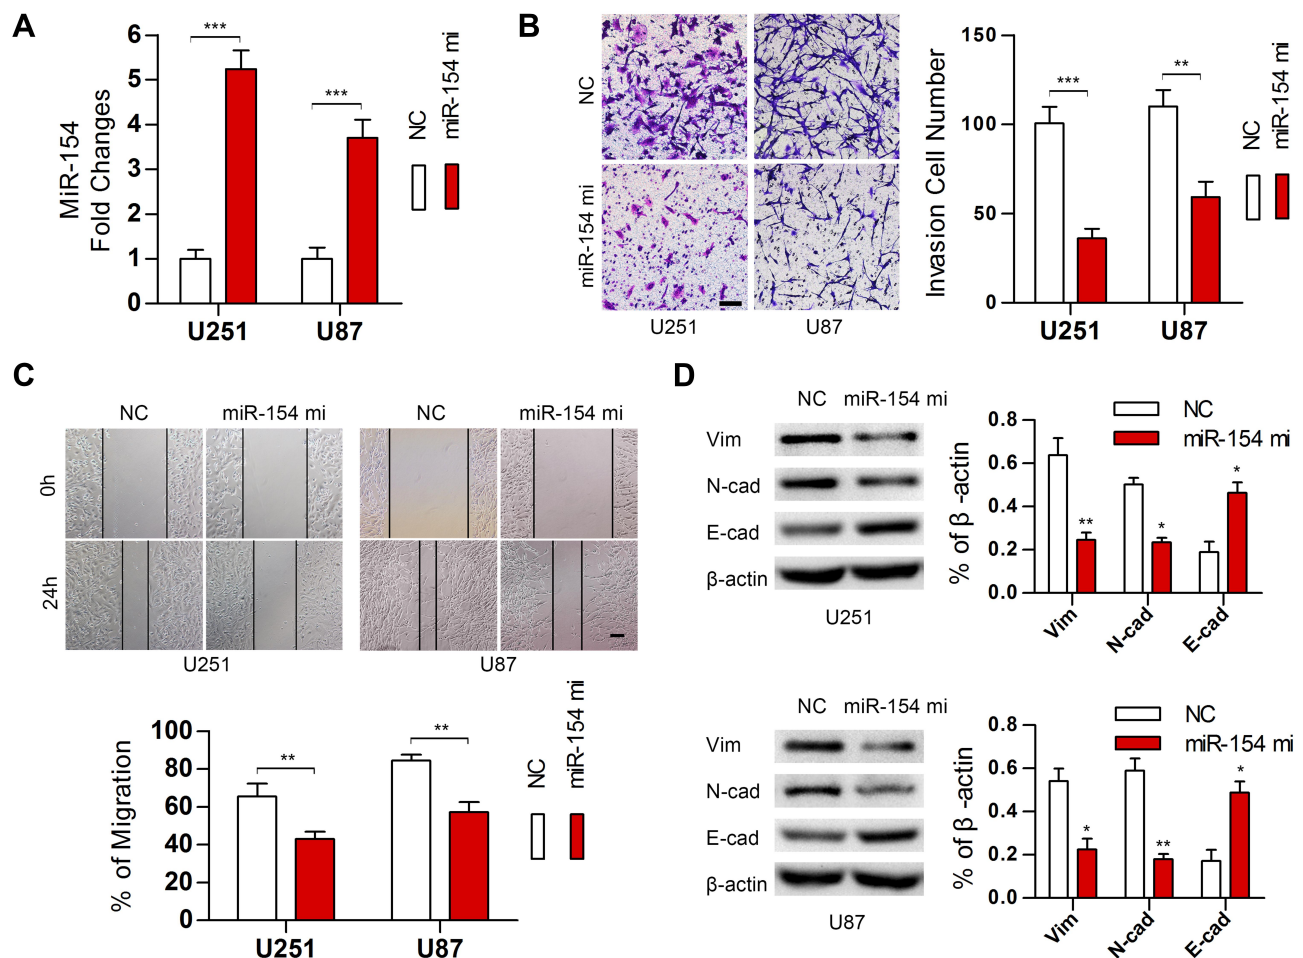 A
MIR-154
Fold Changes
6
5
4
3
2
1
0
***
***
U251
U87
NC
miR-154 mi
B
NC
miR-154 mi
U251
U87
Invasion Cell Number
150
100
50
0
***
**
U251
U87
NC
miR-154 mi
C
NC
miR-154 mi
NC
miR-154 mi
0h
24h
U251
U87
% of Migration
100
80
60
40
20
0
**
**
U251
U87
NC
miR-154 mi
D
NC miR-154 mi
Vim
N-cad
E-cad
β-actin
U251
% of β -actin
0.8
0.6
0.4
0.2
0.0
NC
miR-154 mi
**
*
*
Vim
N-cad
E-cad
NC miR-154 mi
Vim
N-cad
E-cad
β-actin
U87
% of β -actin
0.8
0.6
0.4
0.2
0.0
NC
miR-154 mi
*
**
*
Vim
N-cad
E-cad